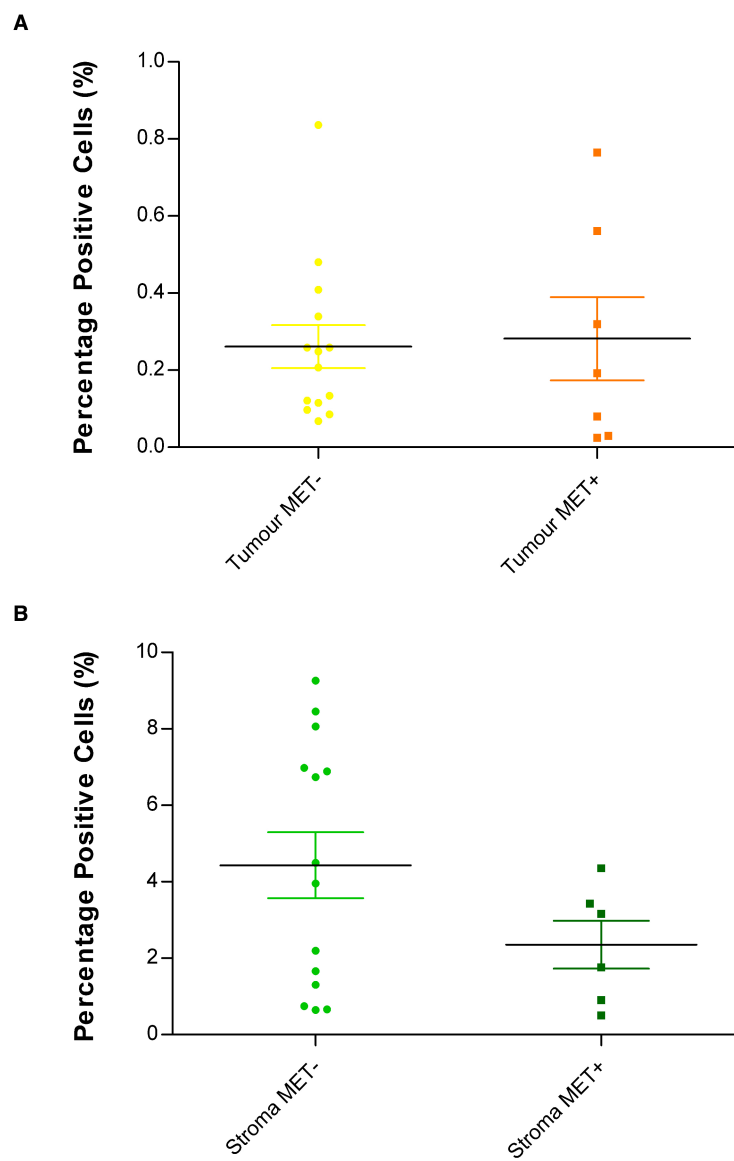 A
Percentage Positive Cells (%)
1.0
0.8
0.6
0.4
0.2
0.0
Tumour MET-
Tumour MET+
B
Percentage Positive Cells (%)
10
8
6
4
2
0
Stroma MET-
Stroma MET+